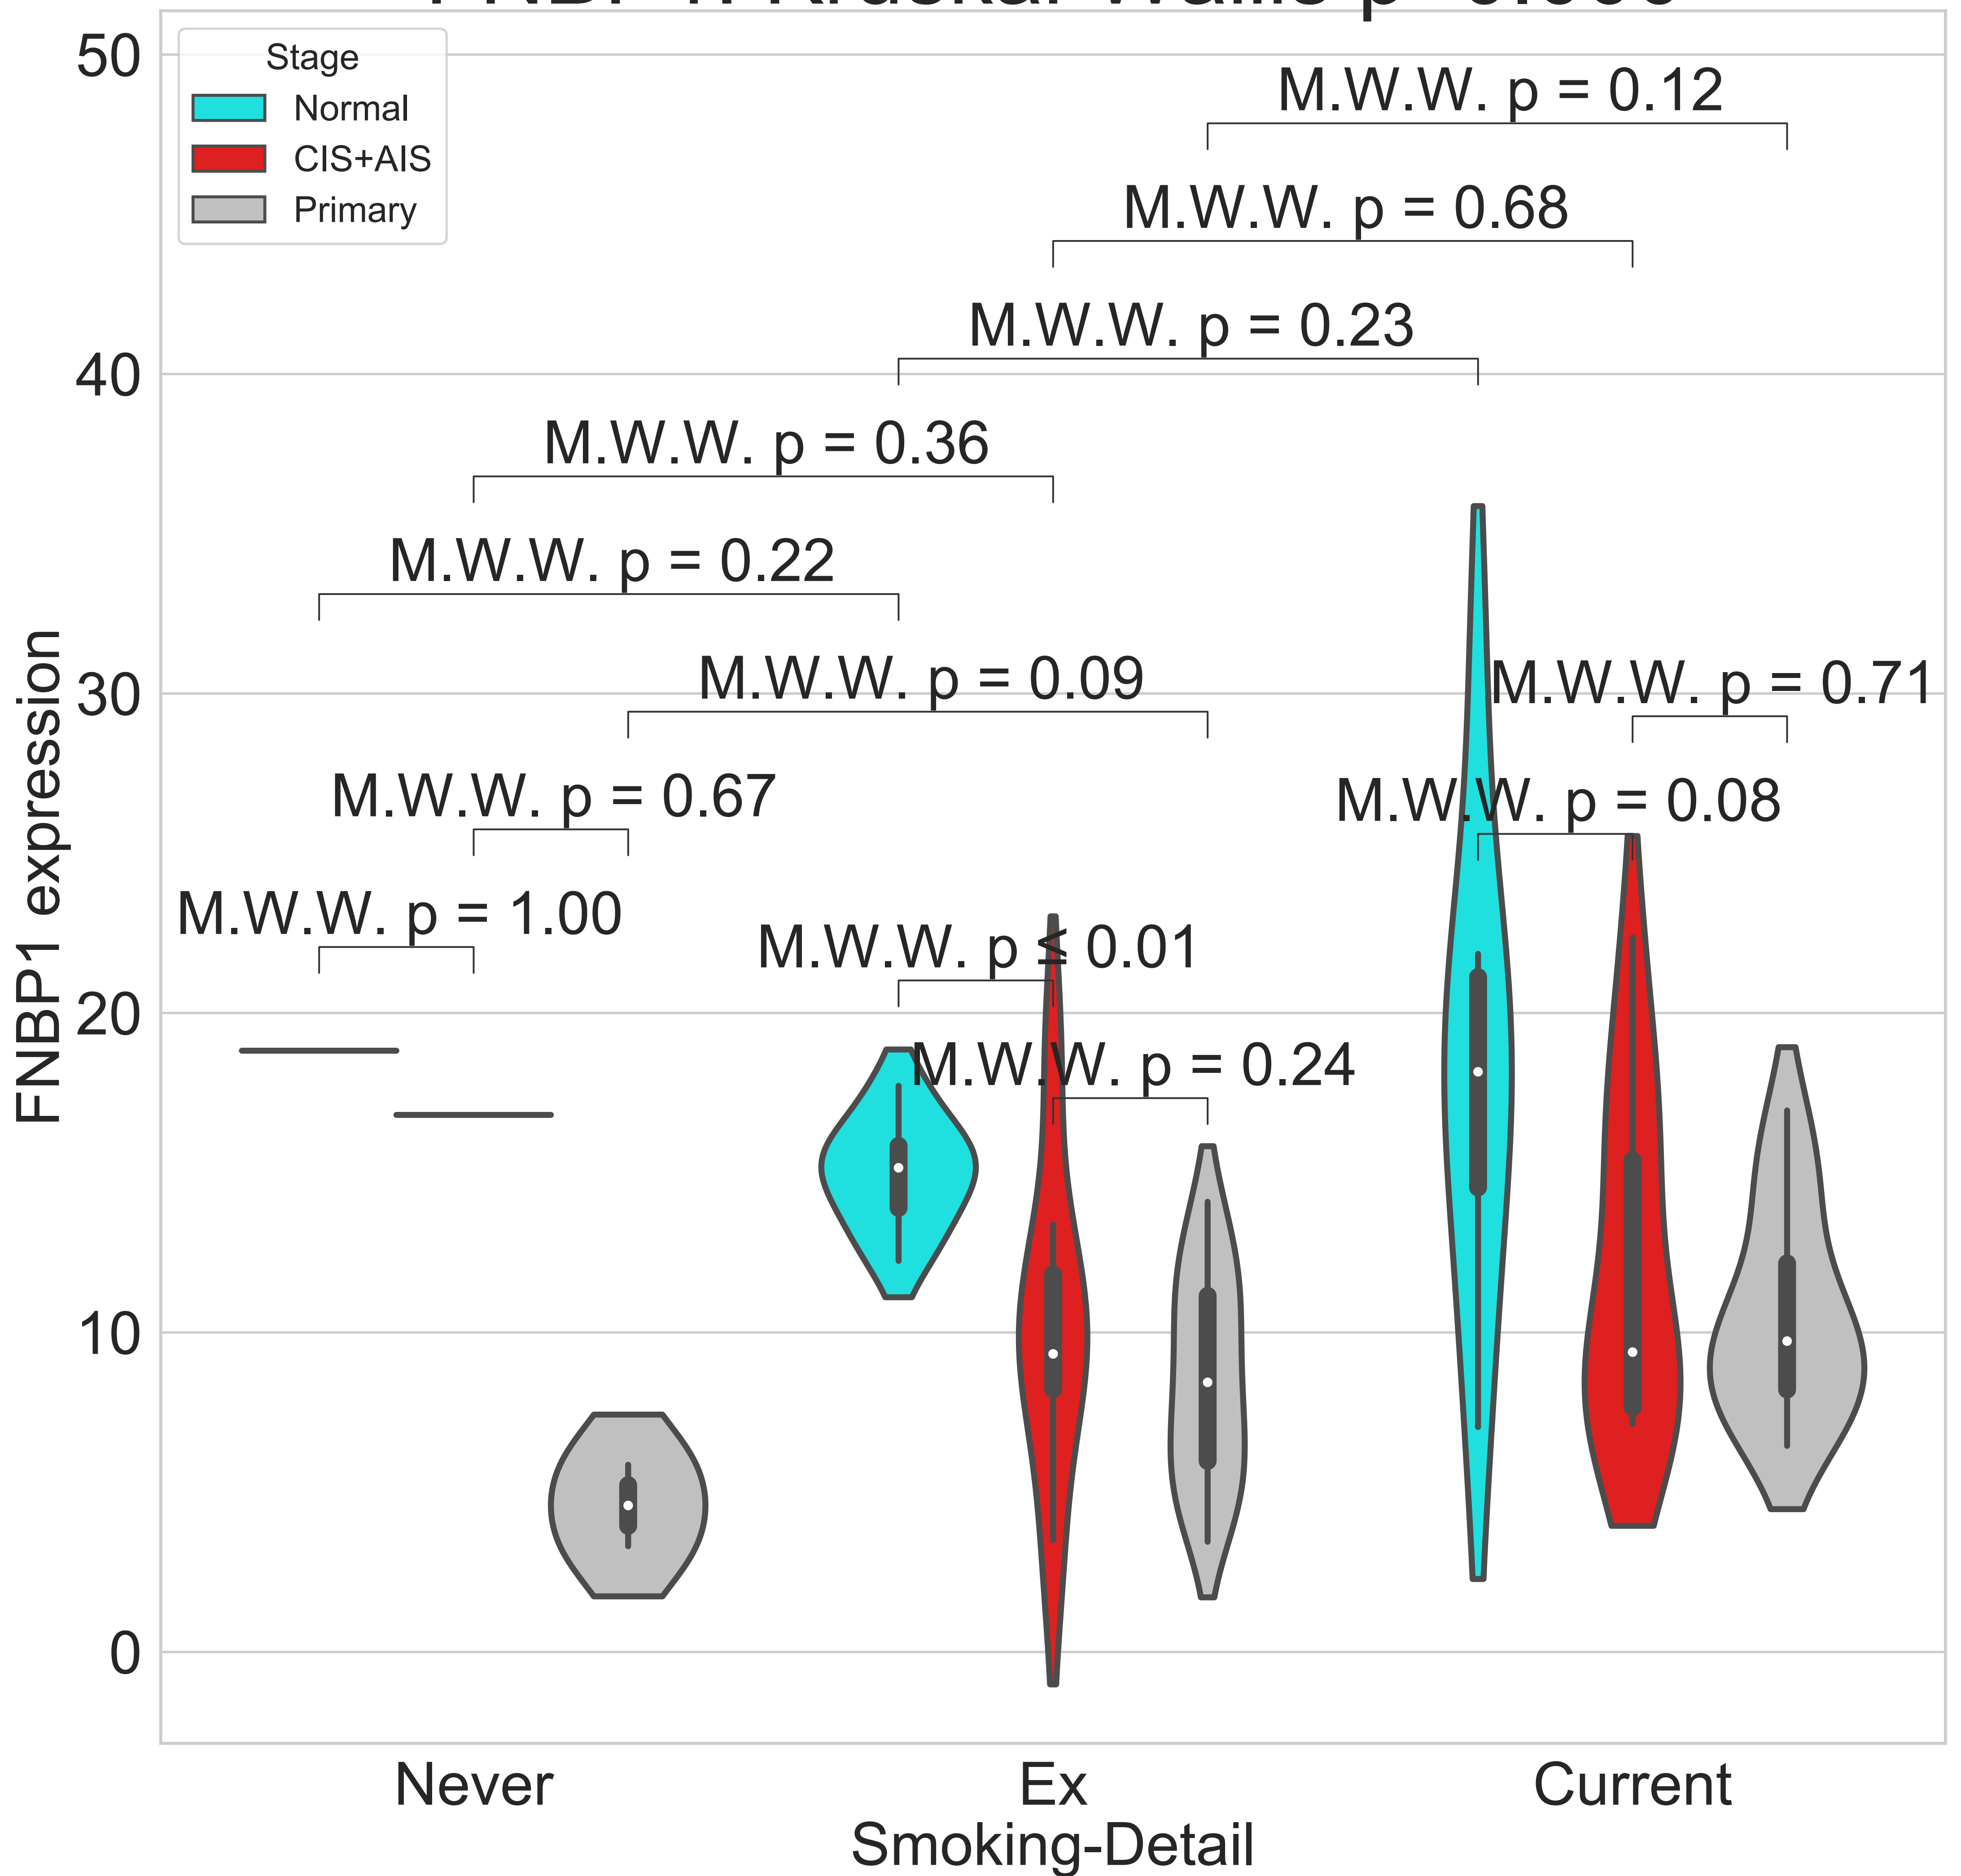 50
Stage
Normal
CIS+AIS
Primary
M.W.W. p = 0.12
M.W.W. p = 0.68
M.W.W. p = 0.23
40
M.W.W. p = 0.36
M.W.W. p = 0.22
M.W.W. p = 0.09
30
M.W.W. p = 0.71
M.W.W. p = 0.67
M.W.W. p = 0.08
M.W.W. p = 1.00
M.W.W. p ≤ 0.01
20
M.W.W. p = 0.24
10
0
FNBP1 expression
Never
Ex
Current
Smoking-Detail